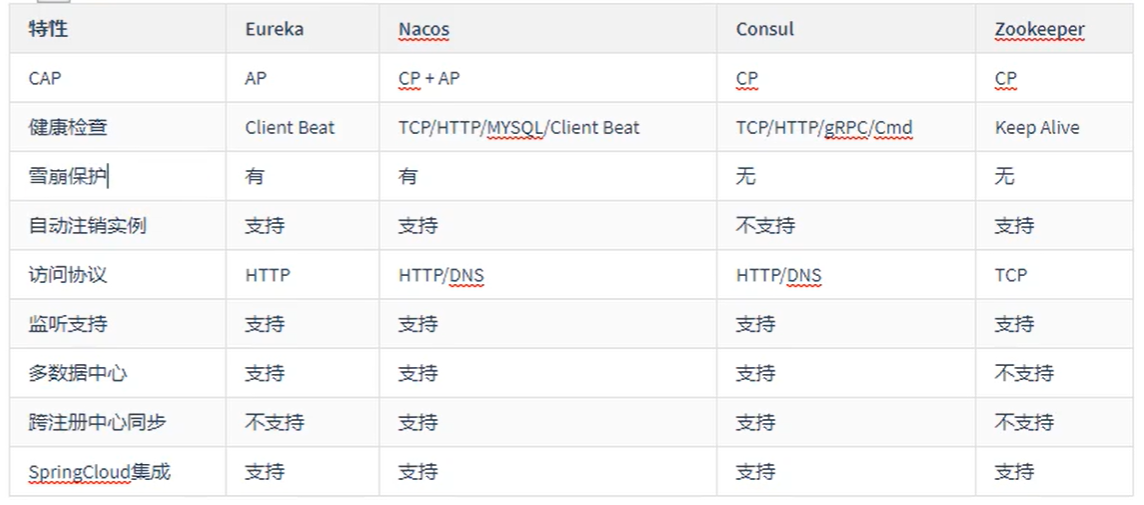 特性 Eureka Nacos Consul Zookeeper
CAP AP CP + AP CP CP
健康检查 Client Beat TCP/HTTP/MYSQL/Client Beat TCP/HTTP/gRPC/Cmd Keep Alive
雪崩保护 有 有 无 无
自动注销实例 支持 支持 不支持 支持
访问协议 HTTP HTTP/DNS HTTP/DNS TCP
监听支持 支持 支持 支持 支持
多数据中心 支持 支持 支持 不支持
跨注册中心同步 不支持 支持 支持 不支持
SpringCloud集成 支持 支持 支持 支持